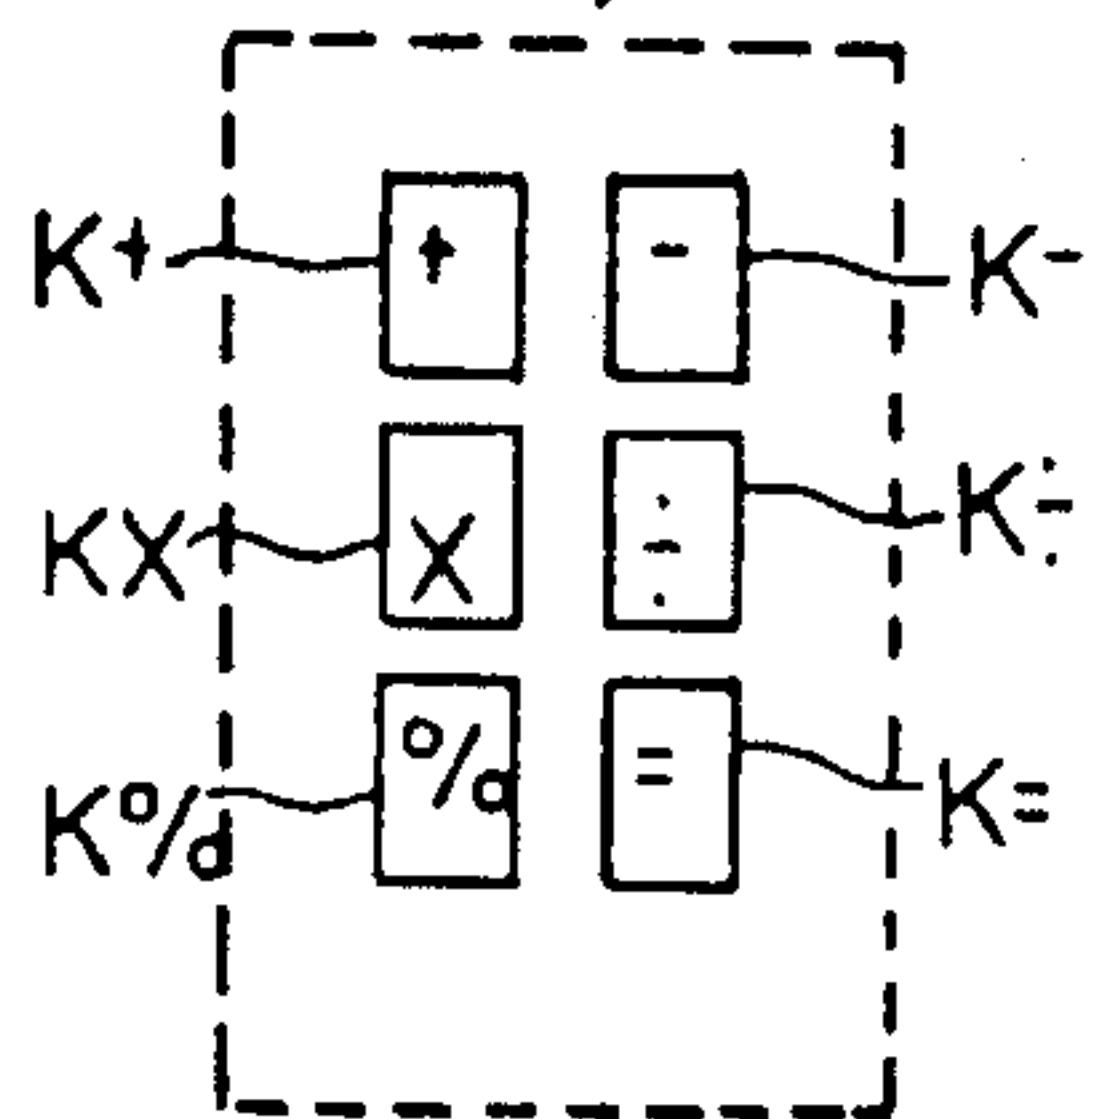 K+ + - K-
KX X ÷ K÷
K% % = K=